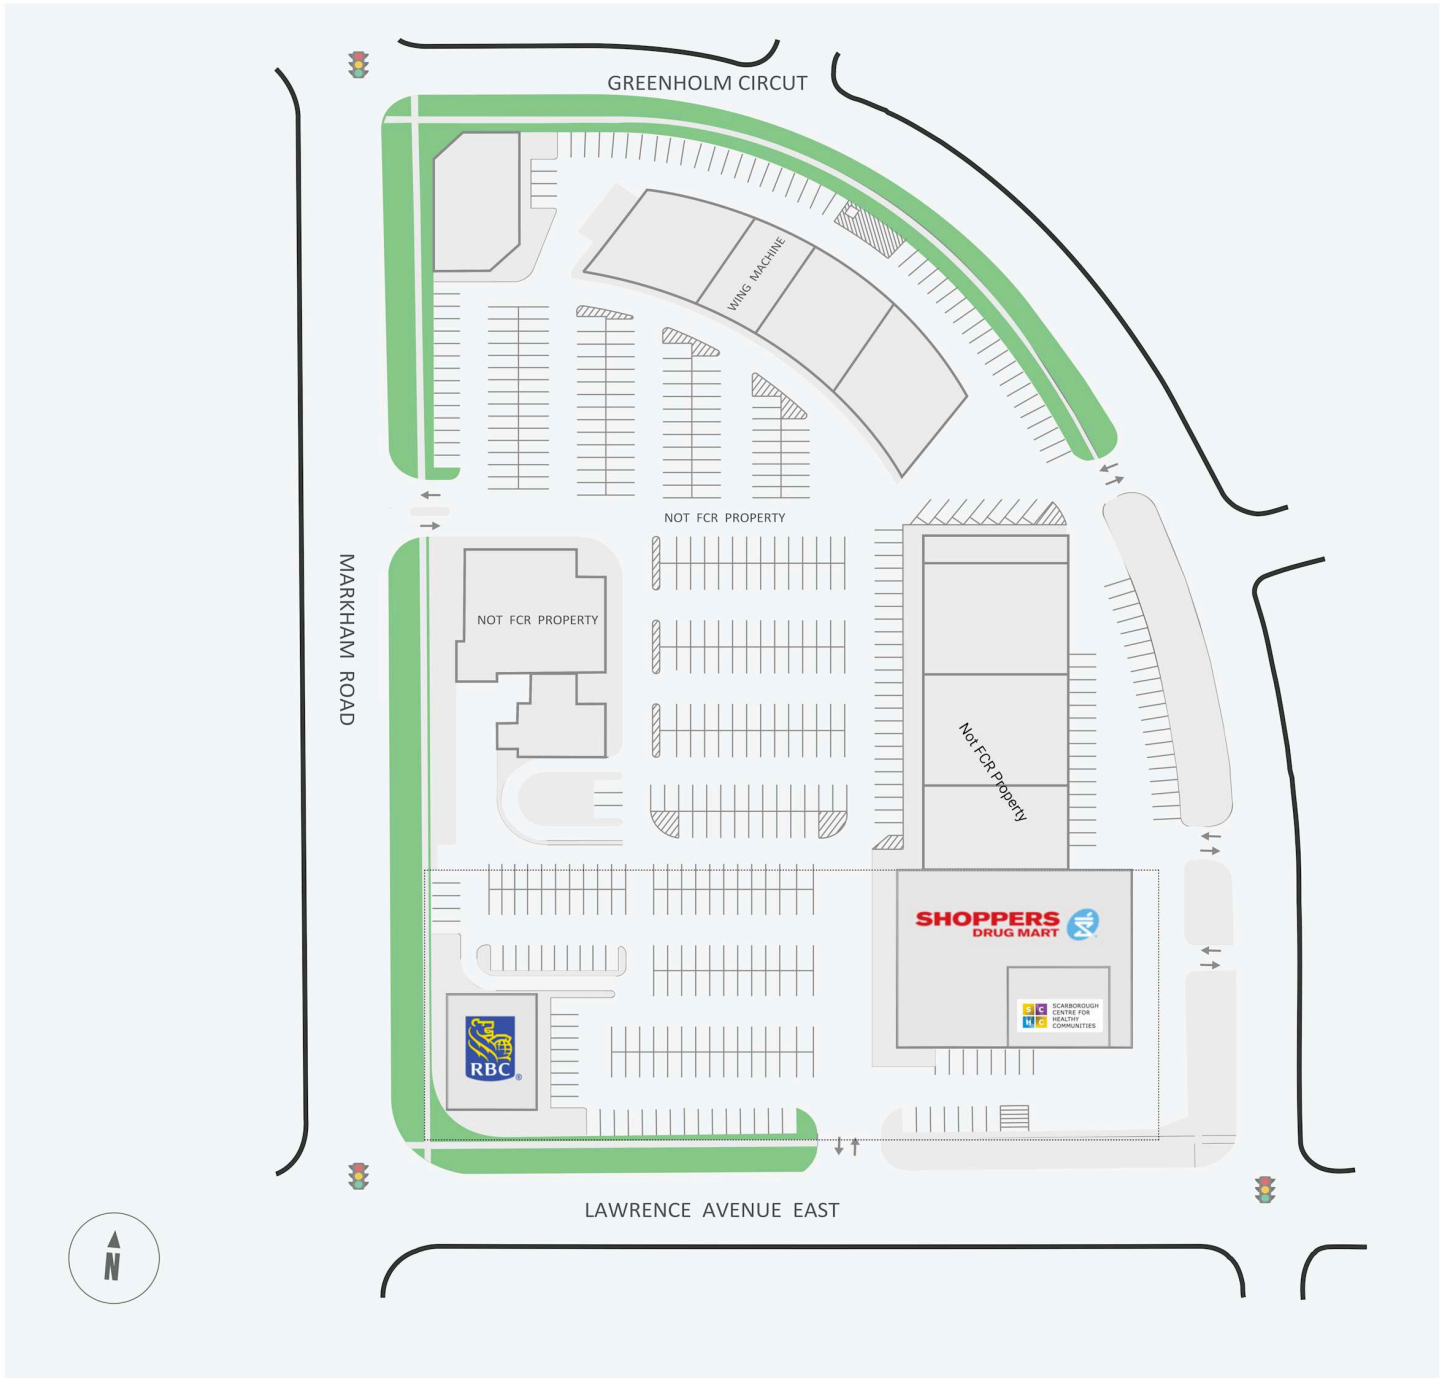 GREENHOLM CIRCUT
WING MACHINE
NOT FCR PROPERTY
MARKHAM ROAD
NOT FCR PROPERTY
Not FCR Property
SHOPPERS
DRUG MART
S C
H C
SCARBOROUGH
CENTRE FOR
HEALTHY
COMMUNITIES
RBC
®
LAWRENCE AVENUE EAST
N